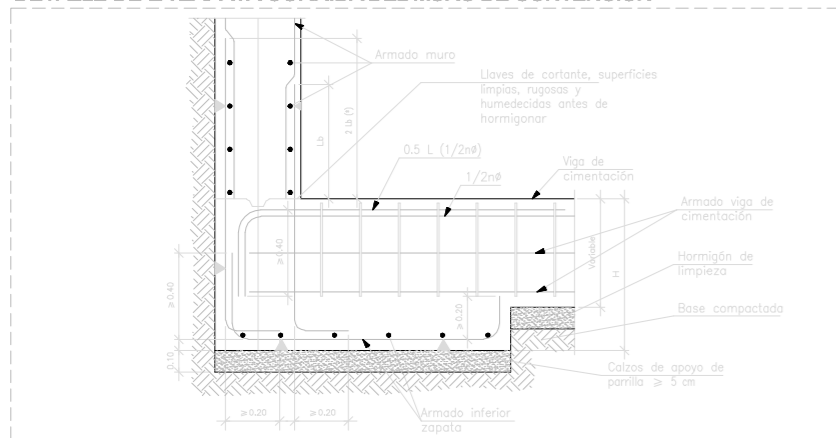 Armado muro
Llaves de cortante, superficies
limpias, rugosas y
humedecidas antes de
hormigonar
2 Lb (*)
Lb
0.5 L (1/2nø)
1/2nø
Viga de
cimentación
Armado viga de
cimentación
Variable
H
Hormigón de
limpieza
≥0.40
≥0.40
≥0.20
Base compactada
0.10
Calzos de apoyo de
parrilla ≥ 5 cm
≥0.20
≥0.20
Armado inferior
zapata